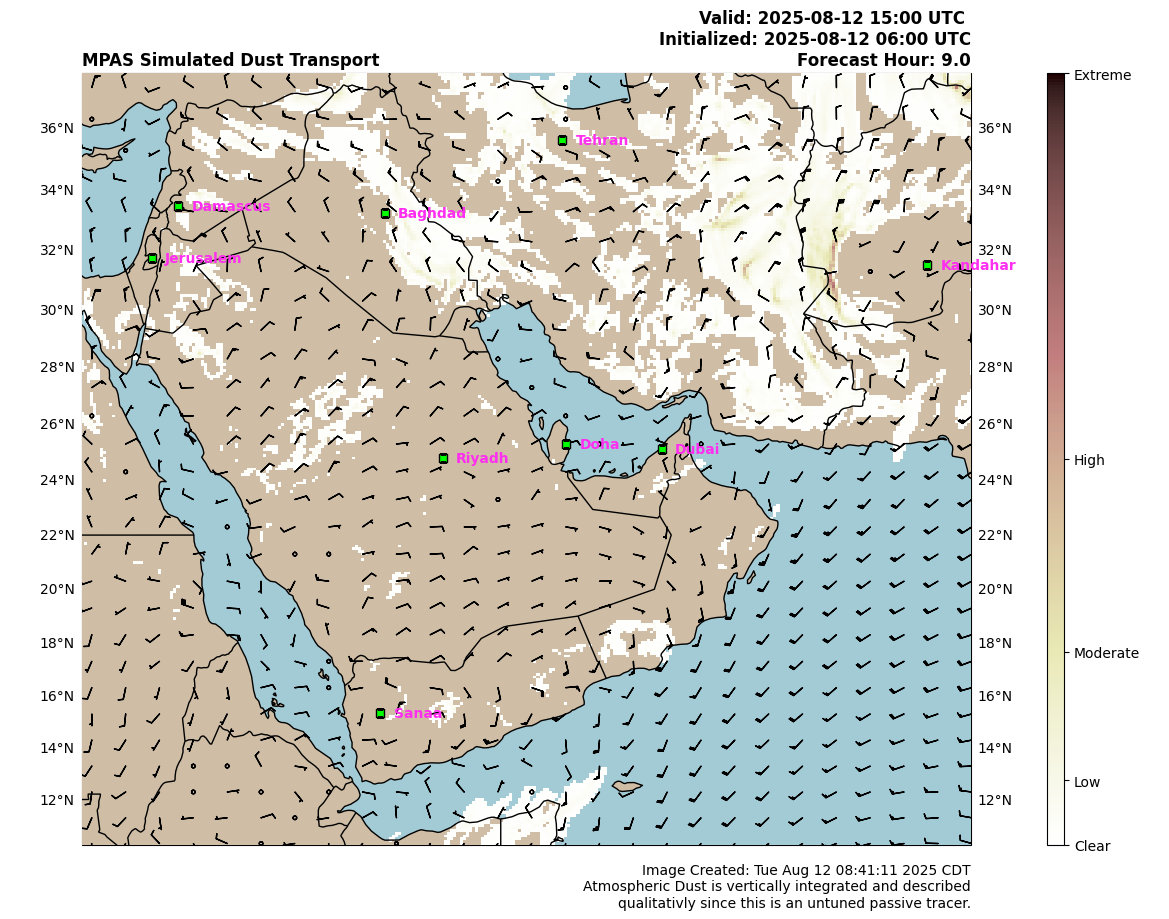 Valid: 2025-08-12 15:00 UTC
Initialized: 2025-08-12 06:00 UTC
MPAS Simulated Dust Transport
Forecast Hour: 9.0
Extreme
36°N
36°N
Tehran
34°N
34°N
Damascus
Baghdad
32°N
32°N
Jerusalem
Kandahar
30°N
30°N
28°N
28°N
26°N
26°N
Doha
Dubai
Riyadh
High
24°N
24°N
22°N
22°N
20°N
20°N
18°N
18°N
Moderate
16°N
16°N
Sanaa
14°N
14°N
Low
12°N
12°N
Clear
Image Created: Tue Aug 12 08:41:11 2025 CDT
Atmospheric Dust is vertically integrated and described
qualitativly since this is an untuned passive tracer.